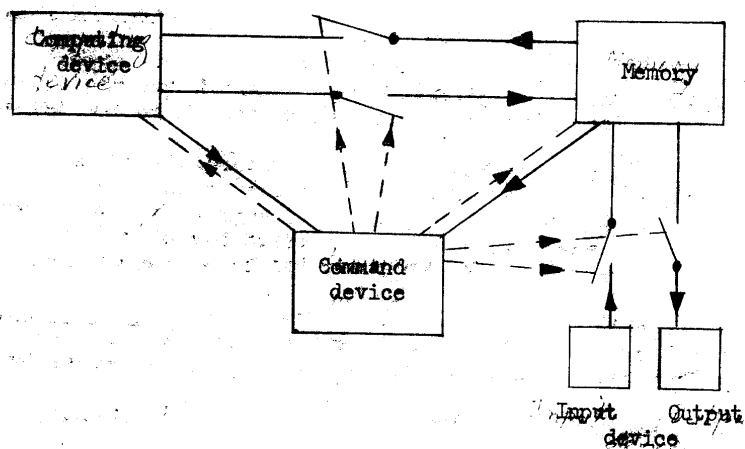 Computing
device
device
Memory
Command
device
Input Output
device